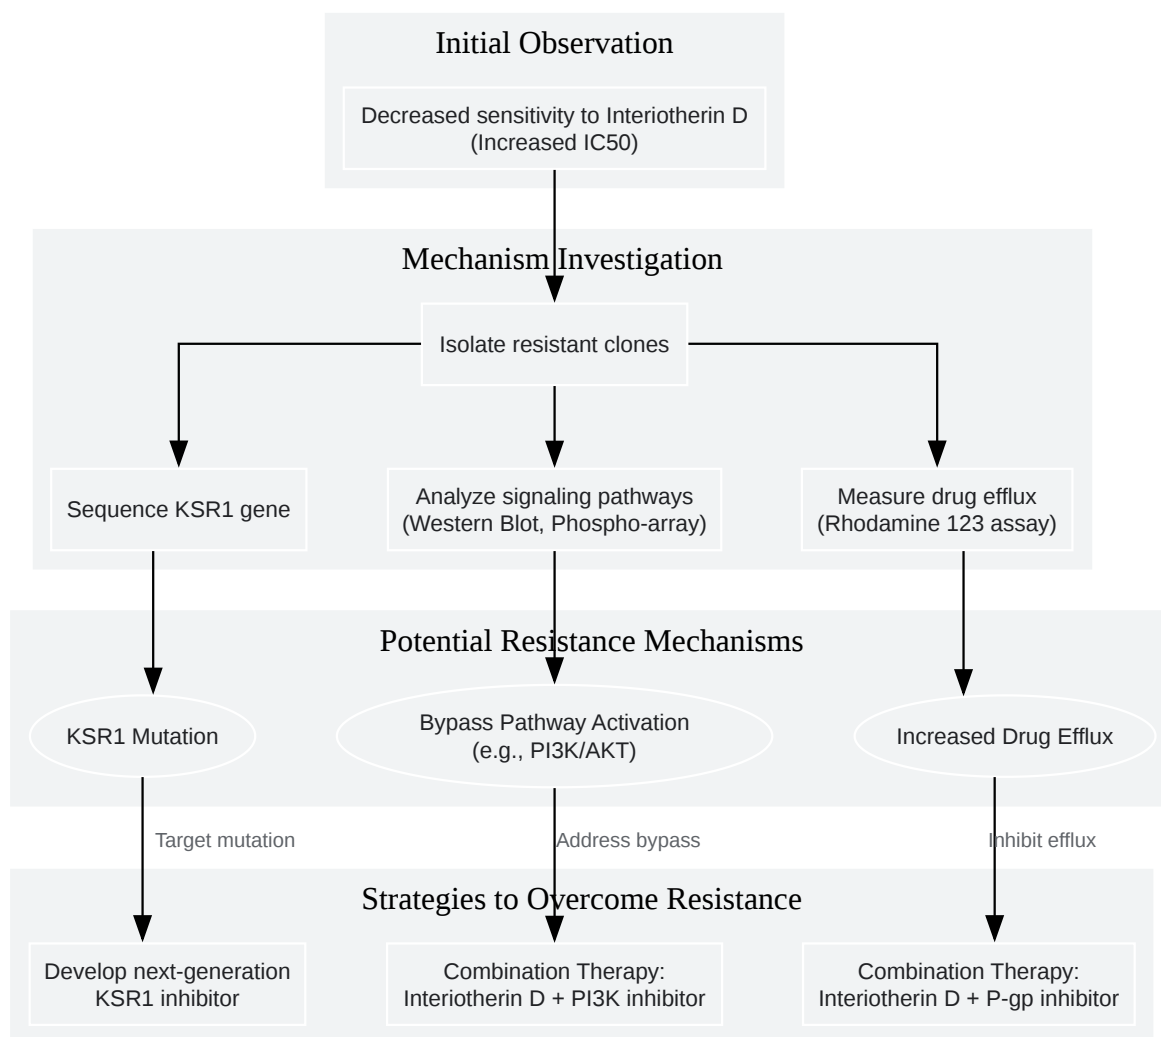 Initial Observation
Decreased sensitivity to Interiotherin D
(Increased IC50)
Mechanism Investigation
Isolate resistant clones
Sequence KSR1 gene
Analyze signaling pathways
(Western Blot, Phospho-array)
Measure drug efflux
(Rhodamine 123 assay)
Potential Resistance Mechanisms
KSR1 Mutation
Bypass Pathway Activation
(e.g., PI3K/AKT)
Increased Drug Efflux
Target mutation
Address bypass
Inhibit efflux
Strategies to Overcome Resistance
Develop next-generation
KSR1 inhibitor
Combination Therapy:
Interiotherin D + PI3K inhibitor
Combination Therapy:
Interiotherin D + P-gp inhibitor